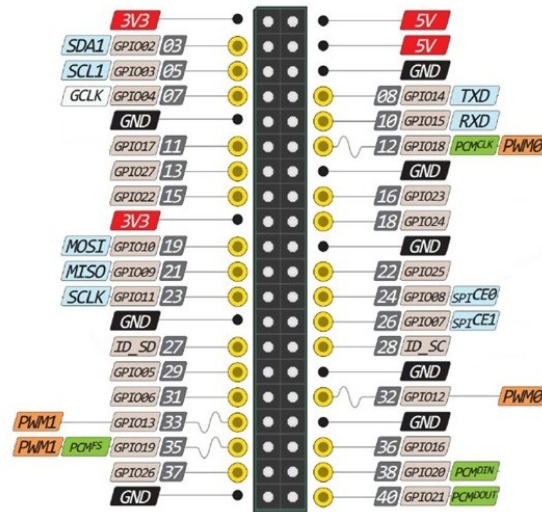 3V3 5V
SDA1 GPIO02 03 5V
SCL1 GPIO03 05 GND
GCLK GPIO04 07 08 GPIO14 TXD
GND 10 GPIO15 RXD
GPIO17 11 12 GPIO18 PCMCLK PWM0
GPIO27 13 GND
GPIO22 15 16 GPIO23
3V3 18 GPIO24
MOSI GPIO10 19 GND
MISO GPIO09 21 22 GPIO25
SCLK GPIO11 23 24 GPIO08 SPICE0
GND 26 GPIO07 SPICE1
ID_SD 27 28 ID_SC
GPIO05 29 GND
GPIO06 31 32 GPIO12 PWM0
PWM1 GPIO13 33 GND
PWM1 PCMFS GPIO19 35 36 GPIO16
GPIO26 37 38 GPIO20 PCMDIN
GND 40 GPIO21 PCMDOUT